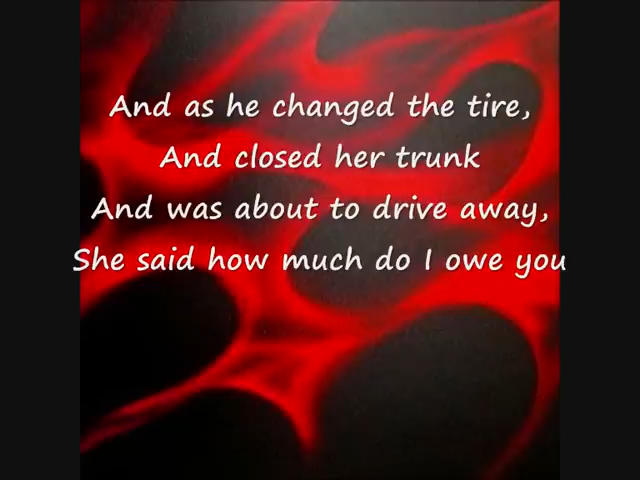 And as he changed the tire,
And closed her trunk
And was about to drive away,
She said how much do I owe you